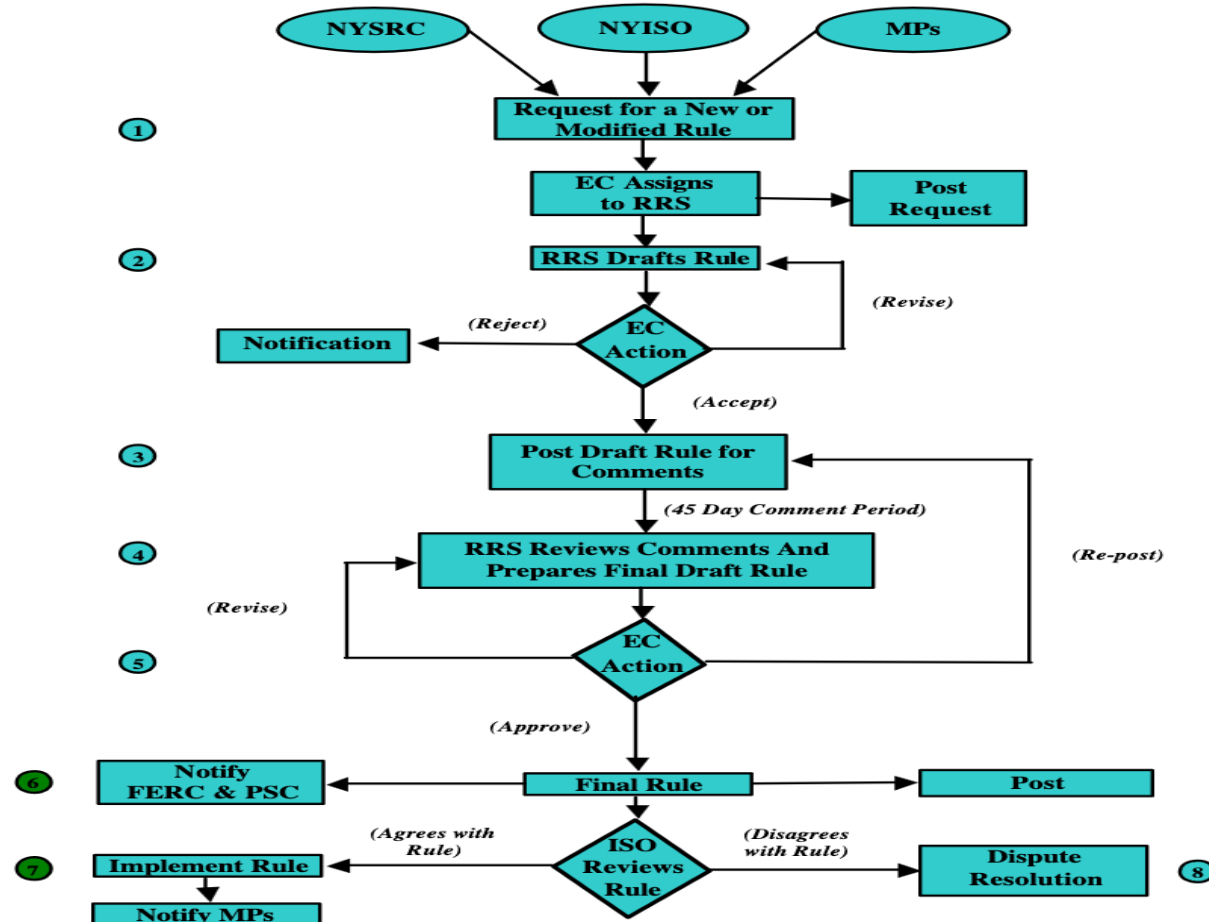 NYSRC
NYISO
MPs
1
Request for a New or
Modified Rule
EC Assigns
to RRS
Post
Request
2
RRS Drafts Rule
(Revise)
(Reject)
EC
Action
Notification
(Accept)
3
Post Draft Rule for
Comments
(45 Day Comment Period)
4
RRS Reviews Comments And
Prepares Final Draft Rule
(Re-post)
(Revise)
5
EC
Action
(Approve)
6
Notify
FERC & PSC
Final Rule
Post
(Agrees with
Rule)
ISO
Reviews
Rule
(Disagrees
with Rule)
7
Implement Rule
Dispute
Resolution
8
Notify MPs